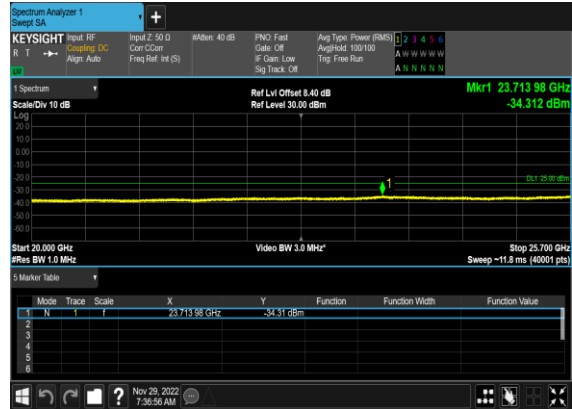 Spectrum Analyzer 1
Swept SA
+
KEYSIGHT Input: RF Input Z: 50 Ω #Atten: 40 dB PNO: Fast Avg Type: Power (RMS) 1 2 3 4 5 6
R T Coupling: DC Corr CCorr Gate: Off Avg|Hold: 100/100 A W W W W W
Align: Auto Freq Ref: Int (S) IF Gain: Low Trig: Free Run
Sig Track: Off A N N N N N
1 Spectrum Ref Lvl Offset 8.40 dB Mkr1 23.713 98 GHz
Scale/Div 10 dB Ref Level 30.00 dBm -34.312 dBm
Log
20.0
10.0
0.00
-10.0
-20.0
DL1 -25.00 dBm
1
-30.0
-40.0
-50.0
-60.0
Start 20.000 GHz Video BW 3.0 MHz* Stop 25.700 GHz
#Res BW 1.0 MHz Sweep ~11.8 ms (40001 pts)
5 Marker Table
Mode Trace Scale X Y Function Function Width Function Value
1 N 1 f 23.713 98 GHz -34.31 dBm
2
3
4
5
6
? Nov 29, 2022
7:36:56 AM